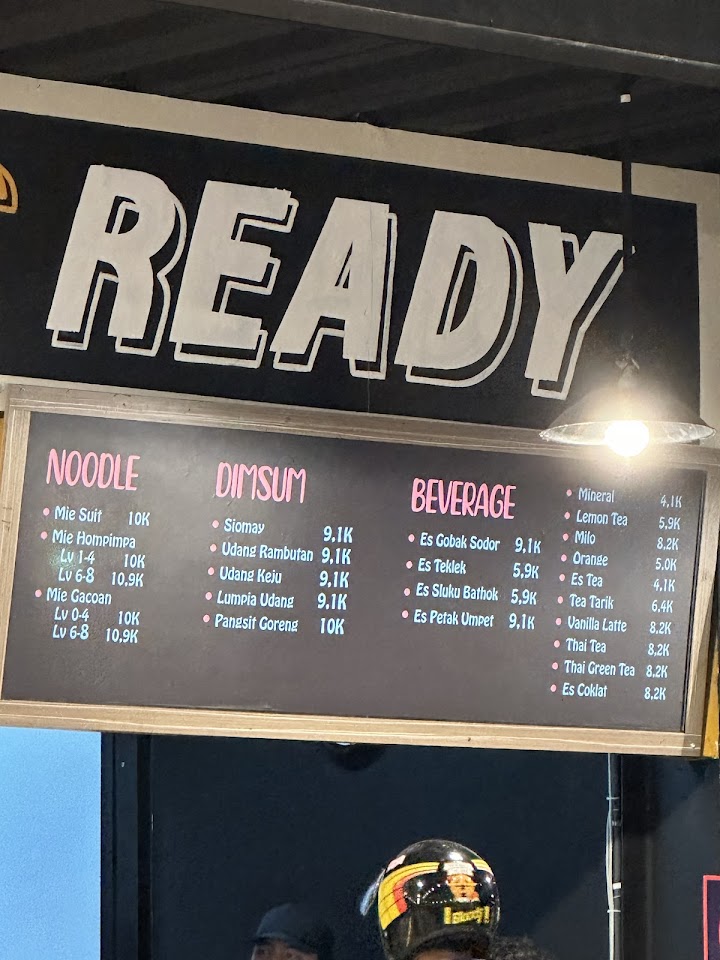 READY
NOODLE
Mie Suit 10K
Mie Hompimpa
Lv 1-4 10K
Lv 6-8 10,9K
Mie Gacoan
Lv 0-4 10K
Lv 6-8 10,9K
DIMSUM
Siomay 9,1K
Udang Rambutan 9,1K
Udang Keju 9,1K
Lumpia Udang 9,1K
Pangsit Goreng 10K
BEVERAGE
Es Gobak Sodor 9,1K
Es Teklek 5,9K
Es Sluku Bathok 5,9K
Es Petak Umpet 9,1K
Mineral 4,1K
Lemon Tea 5,9K
Milo 8,2K
Orange 5,0K
Es Tea 4,1K
Tea Tarik 6,4K
Vanilla Latte 8,2K
Thai Tea 8,2K
Thai Green Tea 8,2K
Es Coklat 8,2K